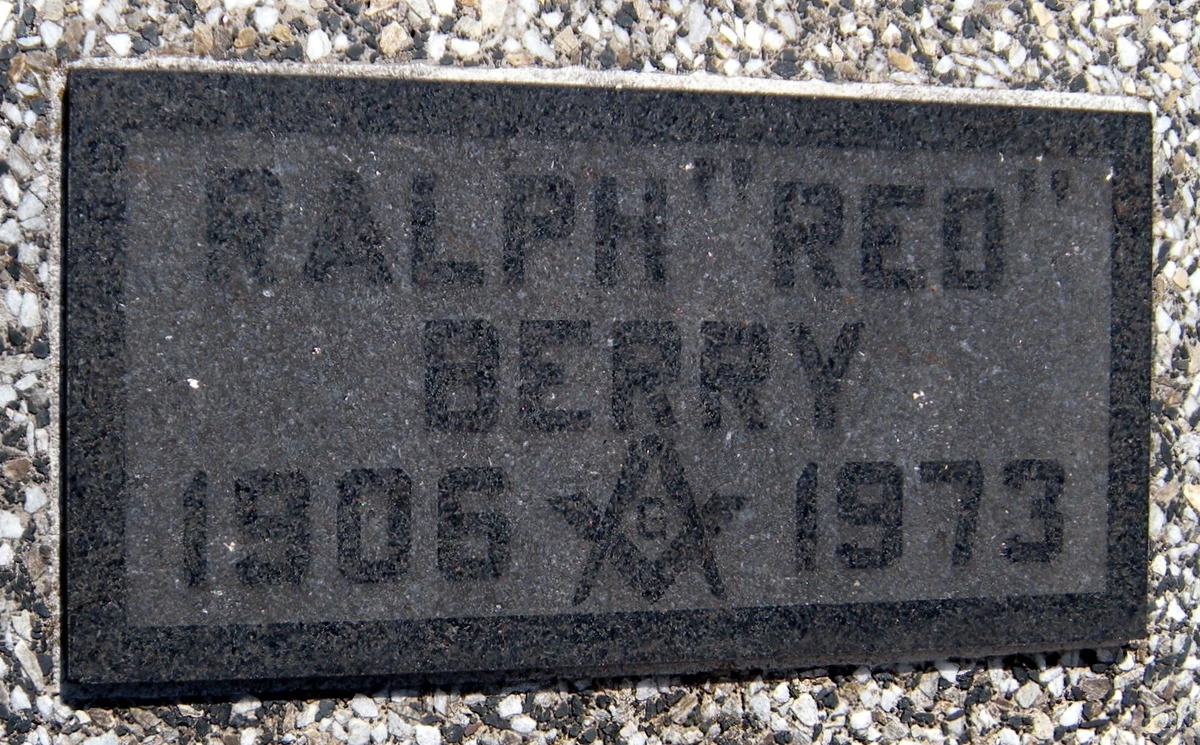 RALPH "RED"
BERRY
1906 G 1973